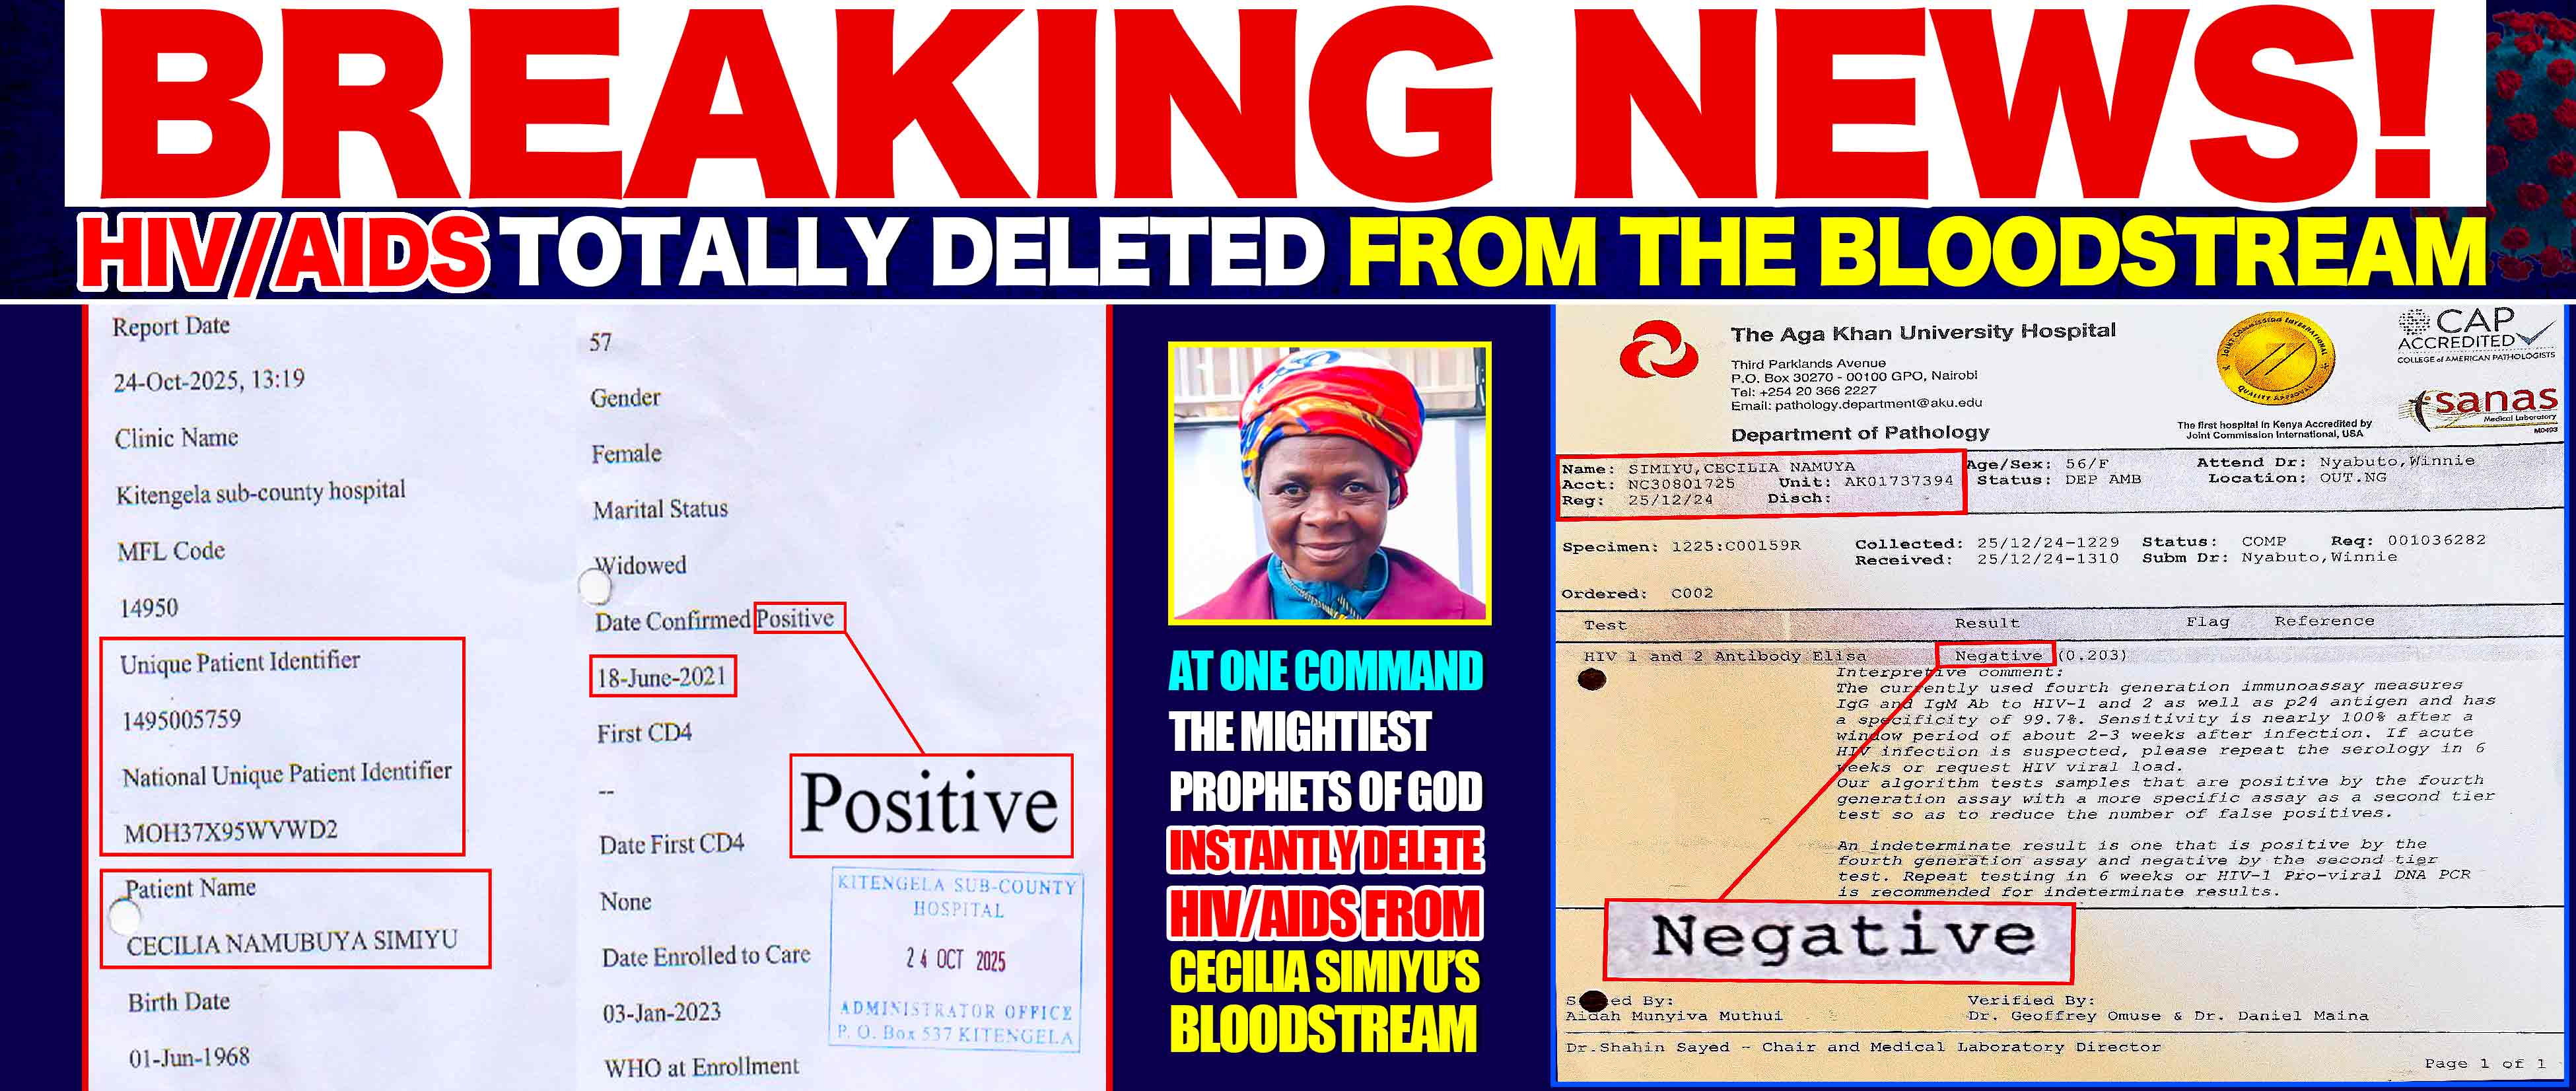 BREAKING NEWS!
HIV/AIDS TOTALLY DELETED FROM THE BLOODSTREAM
Report Date
24-Oct-2025, 13:19
Clinic Name
Kitengela sub-county hospital
MFL Code
14950
Unique Patient Identifier
1495005759
National Unique Patient Identifier
MOH37X95WVWD2
Patient Name
CECILIA NAMUBUYA SIMIYU
Birth Date
01-Jun-1968
57
Gender
Female
Marital Status
Widowed
Date Confirmed Positive
18-June-2021
First CD4
--
Positive
Date First CD4
None
Date Enrolled to Care
03-Jan-2023
WHO at Enrollment
KITENGELA SUB-COUNTY
HOSPITAL
24 OCT 2025
ADMINISTRATOR OFFICE
P. O. Box 537 KITENGELA
AT ONE COMMAND
THE MIGHTIEST
PROPHETS OF GOD
INSTANTLY DELETE
HIV/AIDS FROM
CECILIA SIMIYU'S
BLOODSTREAM
The Aga Khan University Hospital
Third Parklands Avenue
P.O. Box 30270 - 00100 GPO, Nairobi
Tel: +254 20 366 2227
Email: pathology.department@aku.edu
Department of Pathology
JOINT COMMISSION INTERNATIONAL
QUALITY APPROVAL
The first hospital in Kenya Accredited by
Joint Commission International, USA
CAP
ACCREDITED
COLLEGE of AMERICAN PATHOLOGISTS
sanas
Medical Laboratory
M0493
Name: SIMIYU,CECILIA NAMUYA Age/Sex: 56/F Attend Dr: Nyabuto,Winnie
Acct: NC30801725 Unit: AK01737394 Status: DEP AMB Location: OUT.NG
Reg: 25/12/24 Disch:
Specimen: 1225:C00159R Collected: 25/12/24-1229 Status: COMP Req: 001036282
Received: 25/12/24-1310 Subm Dr: Nyabuto,Winnie
Ordered: C002
Test Result Flag Reference
HIV 1 and 2 Antibody Elisa Negative (0.203)
Interpretive comment:
The currently used fourth generation immunoassay measures
IgG and IgM Ab to HIV-1 and 2 as well as p24 antigen and has
a specificity of 99.7%. Sensitivity is nearly 100% after a
window period of about 2-3 weeks after infection. If acute
HIV infection is suspected, please repeat the serology in 6
weeks or request HIV viral load.
Our algorithm tests samples that are positive by the fourth
generation assay with a more specific assay as a second tier
test so as to reduce the number of false positives.
An indeterminate result is one that is positive by the
fourth generation assay and negative by the second tier
test. Repeat testing in 6 weeks or HIV-1 Pro-viral DNA PCR
is recommended for indeterminate results.
Negative
By: Verified By:
Aidah Munyiva Muthui Dr. Geoffrey Omuse & Dr. Daniel Maina
Dr.Shahin Sayed - Chair and Medical Laboratory Director
Page 1 of 1